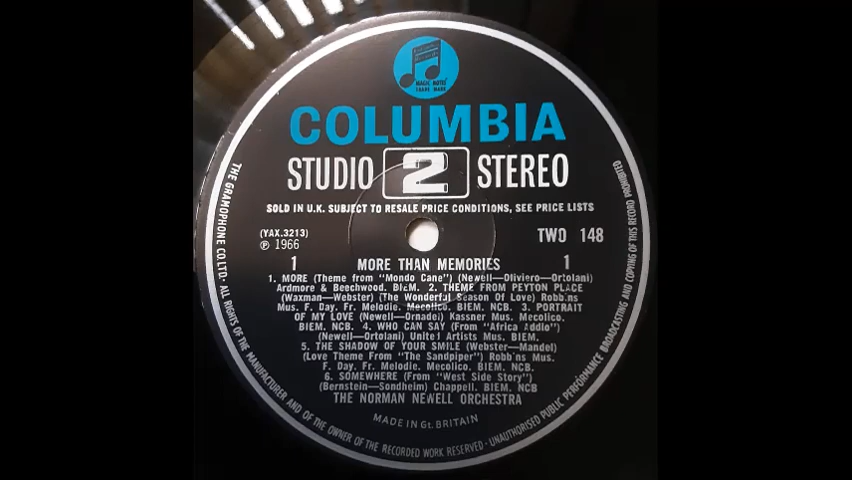 MAGIC NOTES
TRADE MARK
COLUMBIA
STUDIO 2 STEREO
SOLD IN U.K. SUBJECT TO RESALE PRICE CONDITIONS, SEE PRICE LISTS
(YAX.3213)
℗ 1966
TWO 148
1 MORE THAN MEMORIES 1
1. MORE (Theme from "Mondo Cane") (Newell—Oliviero—Ortolani)
Ardmore & Beechwood. BIEM. 2. THEME FROM PEYTON PLACE
(Waxman—Webster) (The Wonderful Season Of Love) Robbins
Mus. F. Day. Fr. Melodie. Mecolico. BIEM. NCB. 3. PORTRAIT
OF MY LOVE (Newell—Ornadel) Kassner Mus. Mecolico.
BIEM. NCB. 4. WHO CAN SAY (From "Africa Addio")
(Newell—Ortolani) United Artists Mus. BIEM.
5. THE SHADOW OF YOUR SMILE (Webster—Mandel)
(Love Theme From "The Sandpiper") Robbins Mus.
F. Day. Fr. Melodie. Mecolico. BIEM. NCB.
6. SOMEWHERE (From "West Side Story")
(Bernstein—Sondheim) Chappell. BIEM. NCB
THE NORMAN NEWELL ORCHESTRA
MADE IN Gt. BRITAIN
THE GRAMOPHONE CO. LTD. · ALL RIGHTS OF THE MANUFACTURER AND OF THE OWNER OF THE RECORDED WORK RESERVED · UNAUTHORISED PUBLIC PERFORMANCE BROADCASTING AND COPYING OF THIS RECORD PROHIBITED